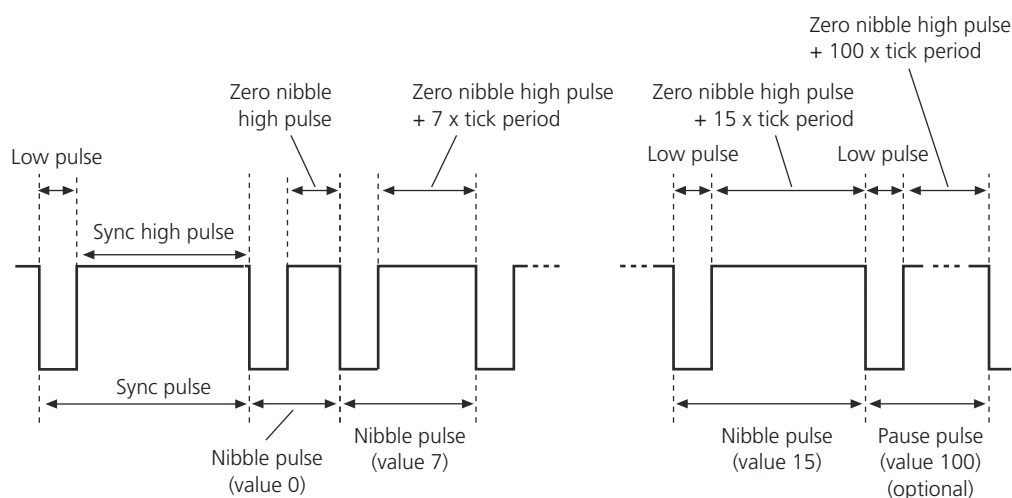 Zero nibble high pulse
+ 100 x tick period
Zero nibble
high pulse
Zero nibble high pulse
+ 7 x tick period
Zero nibble high pulse
+ 15 x tick period
Low pulse
Low pulse
Low pulse
Sync high pulse
Sync pulse
Nibble pulse
(value 0)
Nibble pulse
(value 7)
Nibble pulse
(value 15)
Pause pulse
(value 100)
(optional)